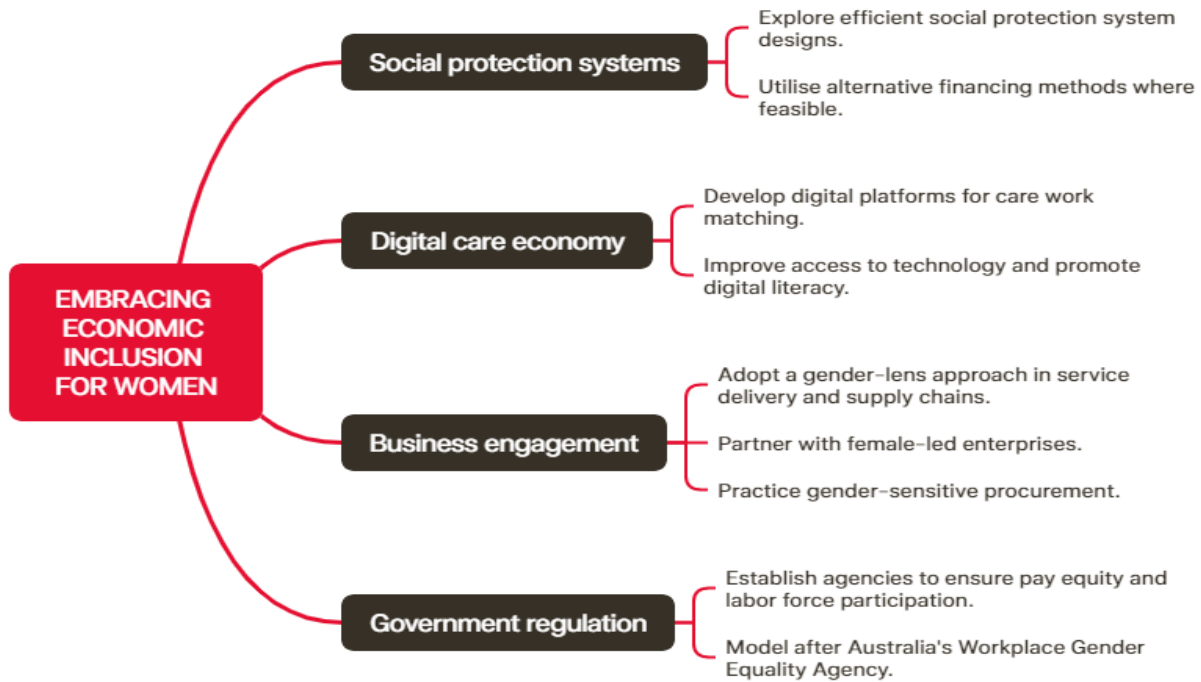 EMBRACING
ECONOMIC
INCLUSION
FOR WOMEN
Social protection systems
Explore efficient social protection system
designs.
Utilise alternative financing methods where
feasible.
Digital care economy
Develop digital platforms for care work
matching.
Improve access to technology and promote
digital literacy.
Business engagement
Adopt a gender-lens approach in service
delivery and supply chains.
Partner with female-led enterprises.
Practice gender-sensitive procurement.
Government regulation
Establish agencies to ensure pay equity and
labor force participation.
Model after Australia's Workplace Gender
Equality Agency.